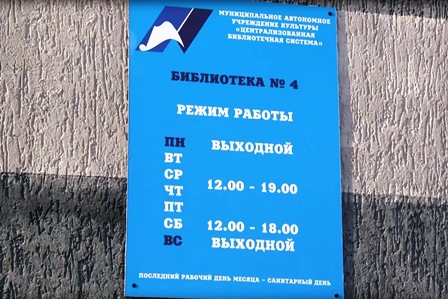 МУНИЦИПАЛЬНОЕ АВТОНОМНОЕ
УЧРЕЖДЕНИЕ КУЛЬТУРЫ
«ЦЕНТРАЛИЗОВАННАЯ
БИБЛИОТЕЧНАЯ СИСТЕМА»
БИБЛИОТЕКА № 4
РЕЖИМ РАБОТЫ
ПН ВЫХОДНОЙ
ВТ
СР
ЧТ 12.00 - 19.00
ПТ
СБ 12.00 - 18.00
ВС ВЫХОДНОЙ
ПОСЛЕДНИЙ РАБОЧИЙ ДЕНЬ МЕСЯЦА - САНИТАРНЫЙ ДЕНЬ